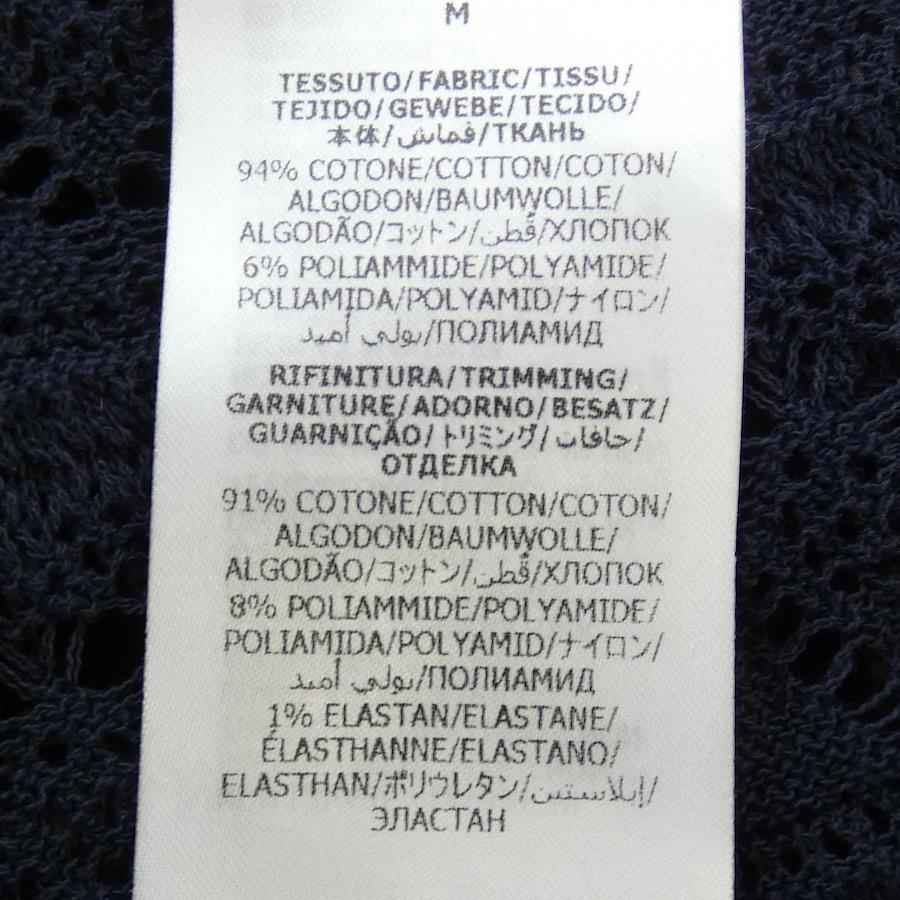 M
TESSUTO/FABRIC/TISSU/
TEJIDO/GEWEBE/TECIDO/
本体/قماش/ТКАНЬ
94% COTONE/COTTON/COTON/
ALGODON/BAUMWOLLE/
ALGODÃO/コットン/قُطن/ХЛОПОК
6% POLIAMMIDE/POLYAMIDE/
POLIAMIDA/POLYAMID/ナイロン/
بولي أميد/ПОЛИАМИД
RIFINITURA/TRIMMING/
GARNITURE/ADORNO/BESATZ/
GUARNIÇÃO/トリミング/حافات/
ОТДЕЛКА
91% COTONE/COTTON/COTON/
ALGODON/BAUMWOLLE/
ALGODÃO/コットン/قُطن/ХЛОПОК
8% POLIAMMIDE/POLYAMIDE/
POLIAMIDA/POLYAMID/ナイロン/
بولي أميد/ПОЛИАМИД
1% ELASTAN/ELASTANE/
ÉLASTHANNE/ELASTANO/
ELASTHAN/ポリウレタン/إيلاستين/
ЭЛАСТАН